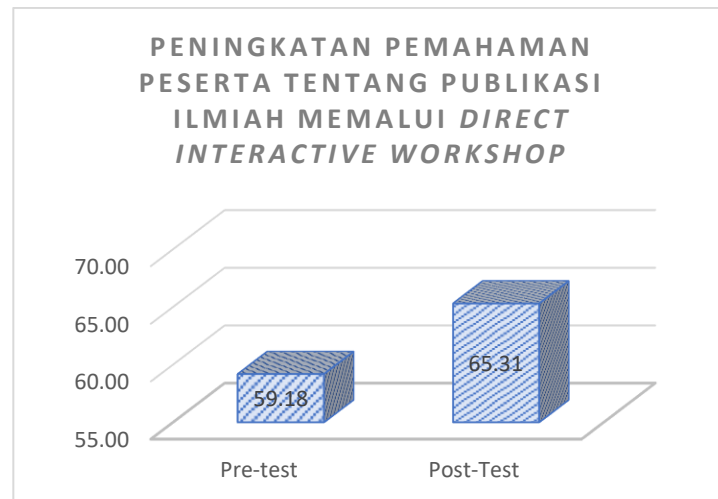 PENINGKATAN PEMAHAMAN
PESERTA TENTANG PUBLIKASI
ILMIAH MEMALUI DIRECT
INTERACTIVE WORKSHOP
70.00
65.00
60.00
55.00
59.18
65.31
Pre-test
Post-Test